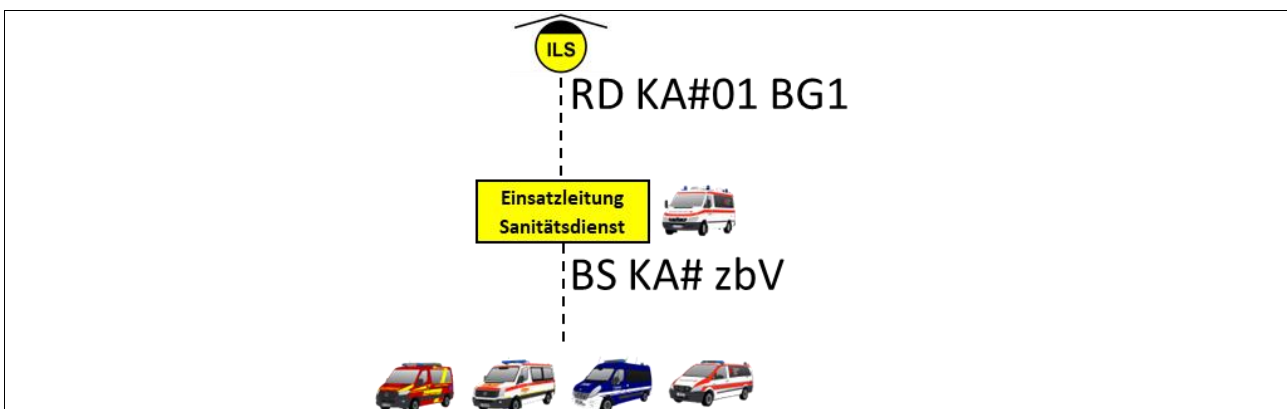 ILS
RD KA#01 BG1
Einsatzleitung
Sanitätsdienst
BS KA# zbV